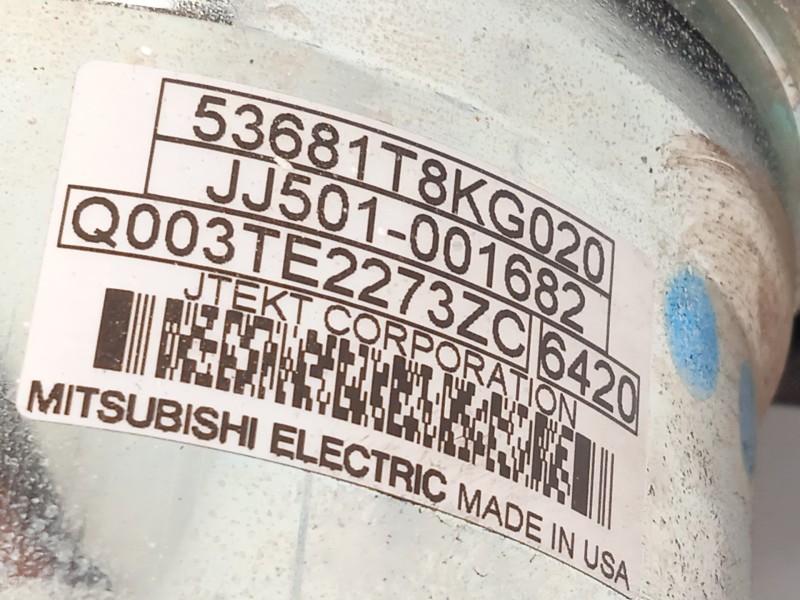 53681T8KG020
JJ501-001682
Q003TE2273ZC 6420
JTEKT CORPORATION
MITSUBISHI ELECTRIC MADE IN USA